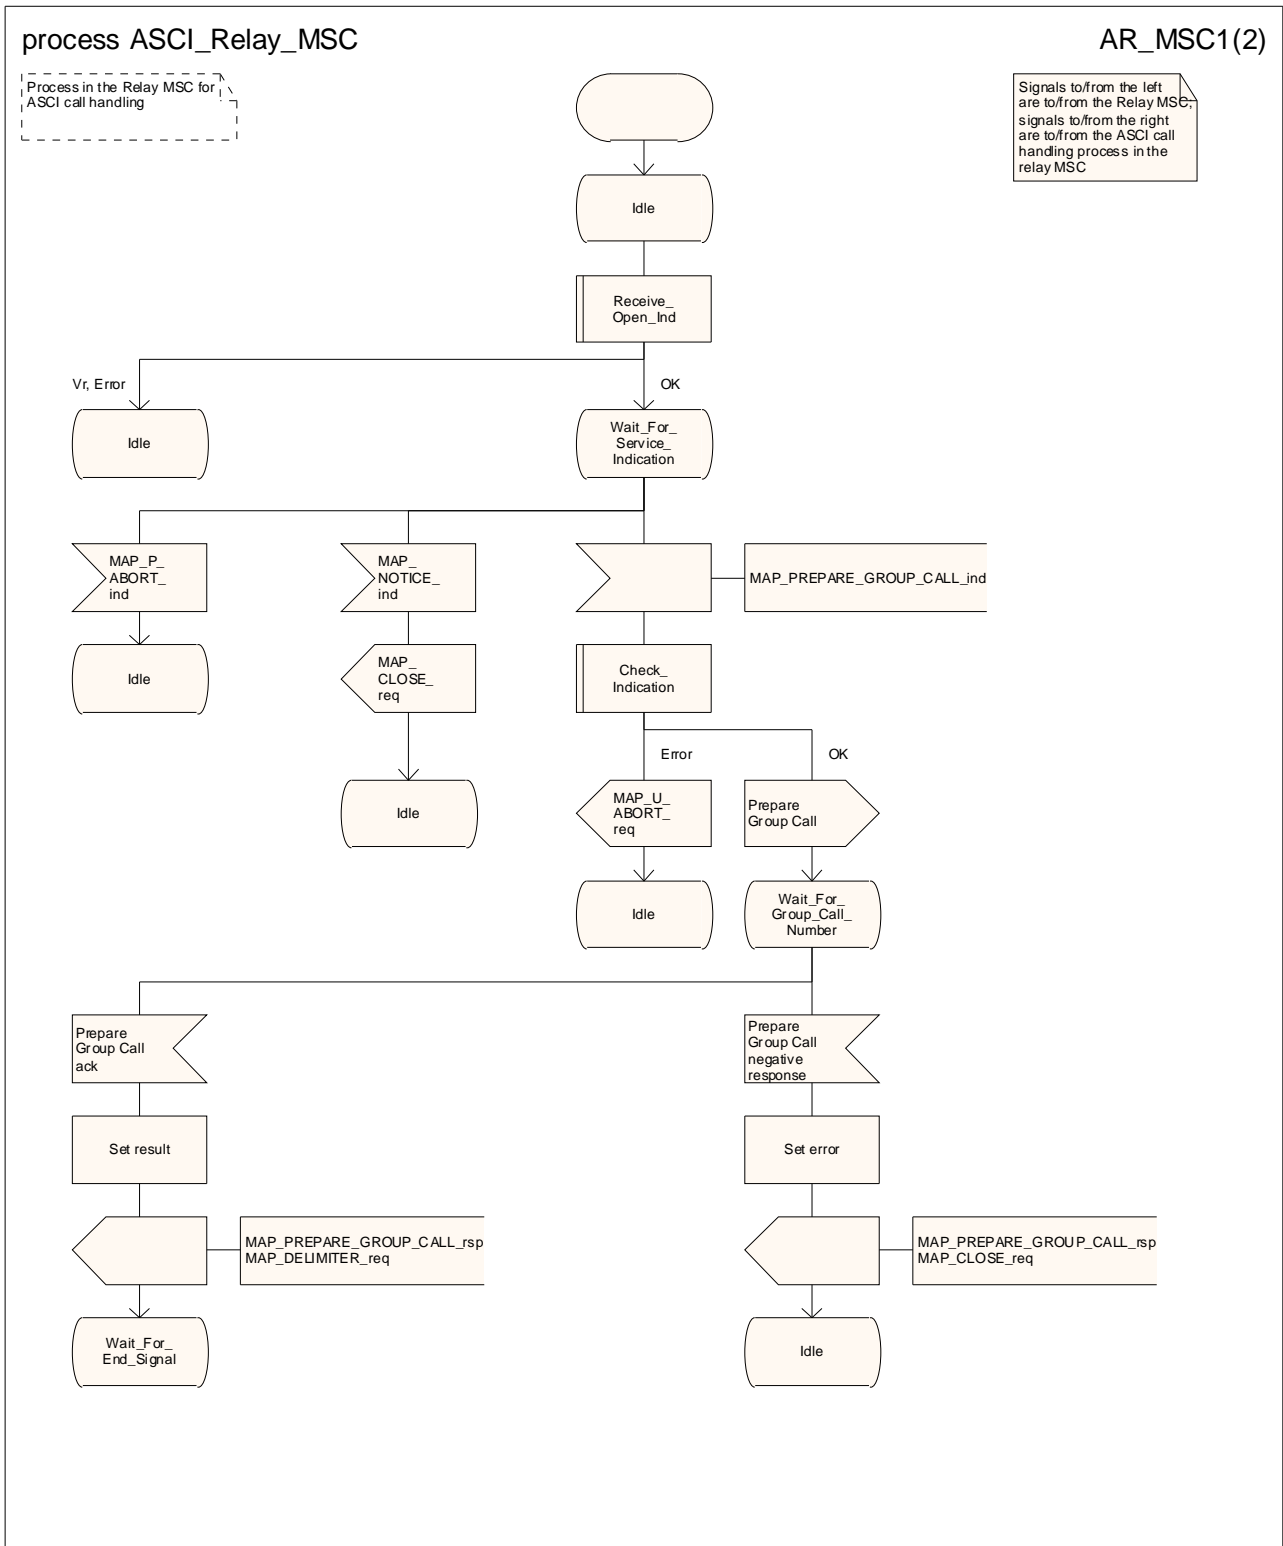 process ASCI_Relay_MSC
AR_MSC1(2)
Process in the Relay MSC for
ASCI call handling
Signals to/from the left
are to/from the Relay MSC;
signals to/from the right
are to/from the ASCI call
handling process in the
relay MSC
Idle
Receive_
Open_Ind
Vr, Error
OK
Idle
Wait_For_
Service_
Indication
MAP_P_
ABORT_
ind
MAP_
NOTICE_
ind
MAP_PREPARE_GROUP_CALL_ind
Idle
MAP_
CLOSE_
req
Check_
Indication
Error
OK
Idle
MAP_U_
ABORT_
req
Prepare
Group Call
Idle
Wait_For_
Group_Call_
Number
Prepare
Group Call
ack
Prepare
Group Call
negative
response
Set result
Set error
MAP_PREPARE_GROUP_CALL_rsp
MAP_DELIMITER_req
MAP_PREPARE_GROUP_CALL_rsp
MAP_CLOSE_req
Wait_For_
End_Signal
Idle